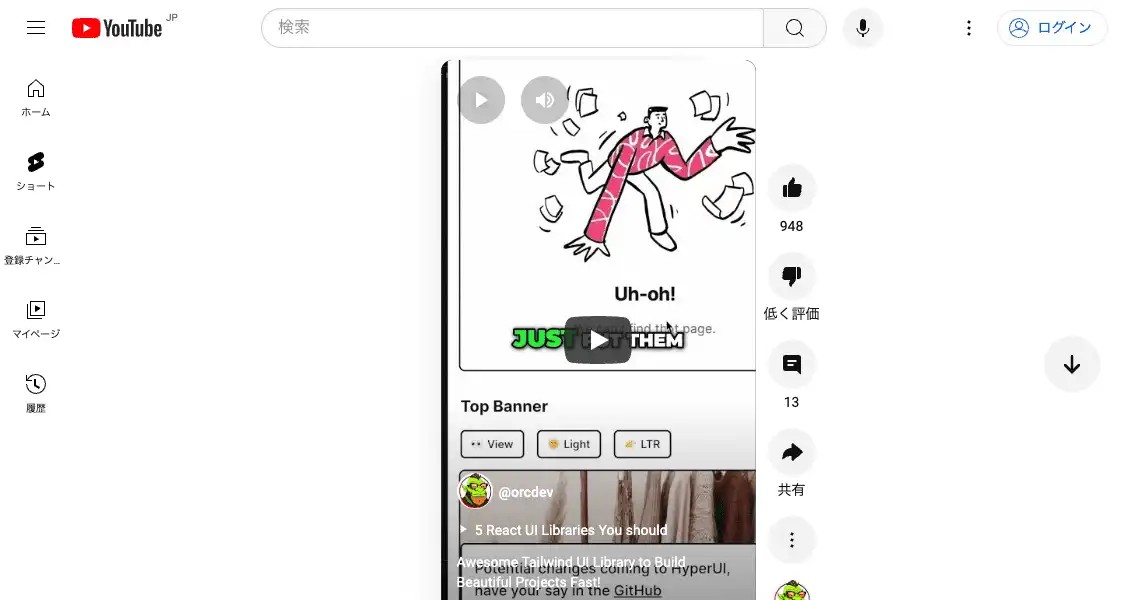 YouTube JP
検索
ログイン
ホーム
ショート
登録チャン...
マイページ
履歴
Uh-oh!
find that page.
JUST PUT THEM
Top Banner
View
Light
LTR
@orcdev
5 React UI Libraries You should
Awesome Tailwind UI Library to Build
Beautiful Projects Fast!
Potential changes coming to HyperUI,
have your say in the GitHub
948
低く評価
13
共有